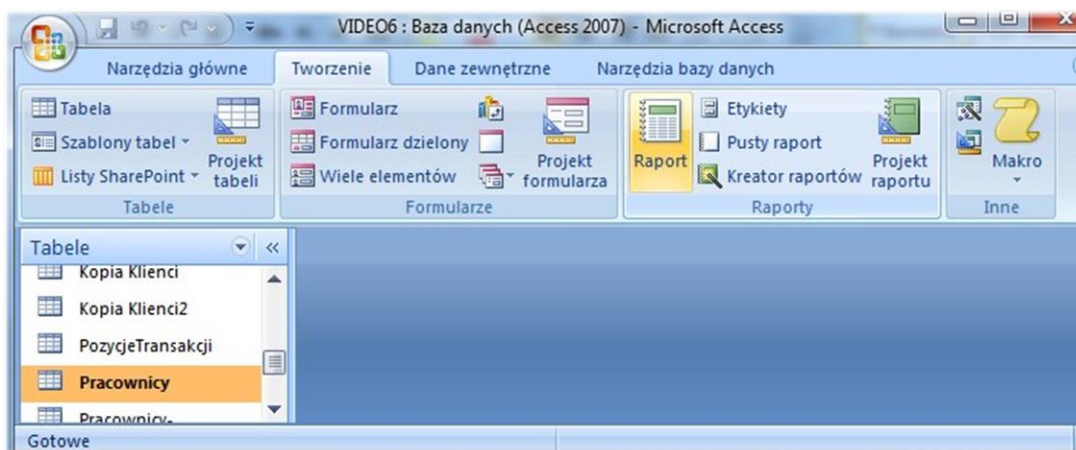 VIDEO6 : Baza danych (Access 2007) - Microsoft Access
Narzędzia główne Tworzenie Dane zewnętrzne Narzędzia bazy danych
Tabela
Szablony tabel
Listy SharePoint
Projekt
tabeli
Tabele
Formularz
Formularz dzielony
Wiele elementów
Projekt
formularza
Formularze
Raport
Etykiety
Pusty raport
Kreator raportów
Projekt
raportu
Raporty
Makro
Inne
Tabele
Kopia Klienci
Kopia Klienci2
PozycjeTransakcji
Pracownicy
Pracownicy-
Gotowe